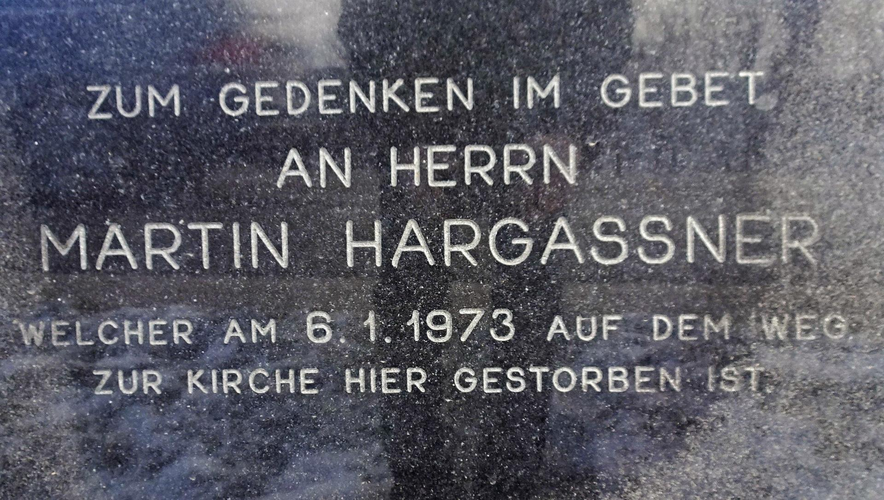 ZUM GEDENKEN IM GEBET
AN HERRN
MARTIN HARGASSNER
WELCHER AM 6.1.1973 AUF DEM WEG
ZUR KIRCHE HIER GESTORBEN IST.